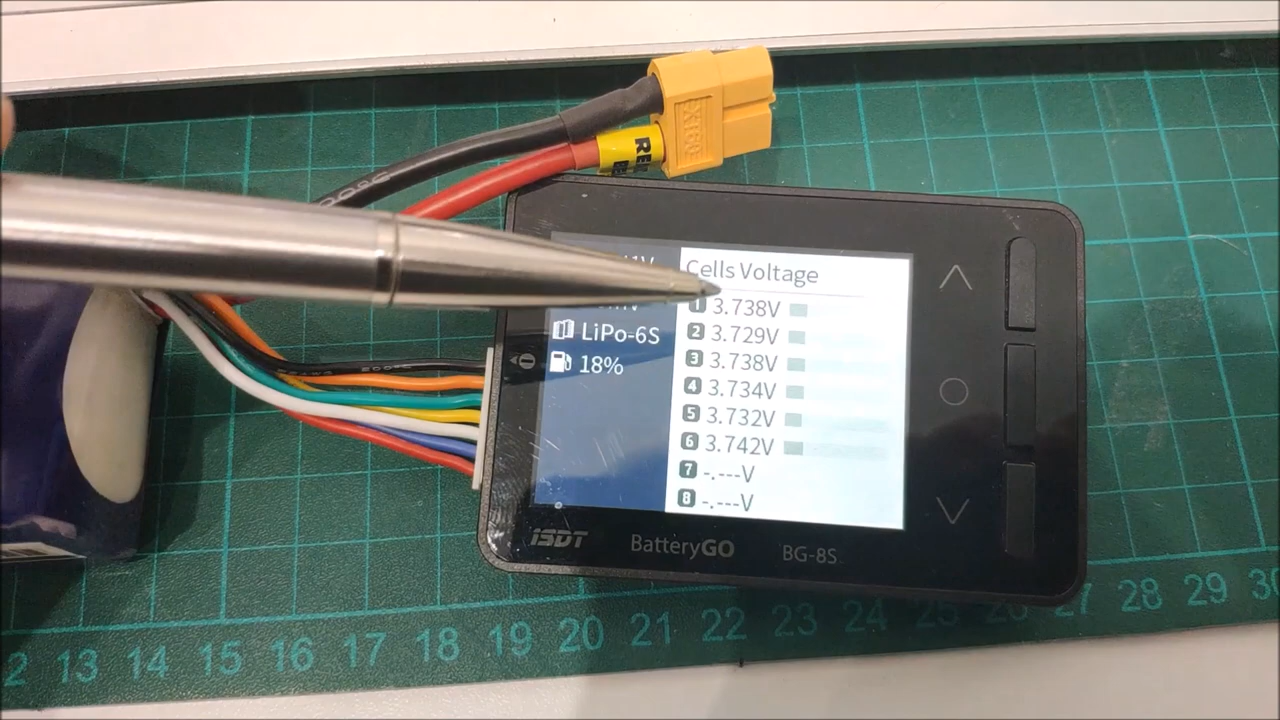 XT60
RE
Cells Voltage
1 3.738V
2 3.729V
LiPo-6S
3 3.738V
18%
4 3.734V
5 3.732V
6 3.742V
7 -.---V
8 -.---V
ISDT
BatteryGO
BG-8S
13 14 15 16 17 18 19 20 21 22 23 24 25 26 27 28 29 30